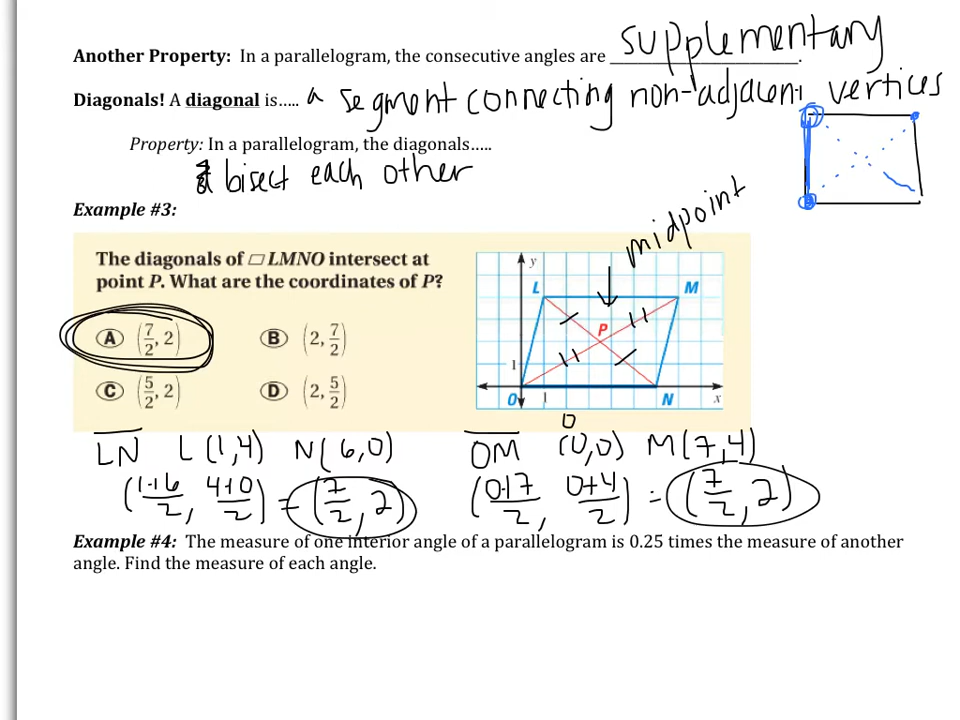 Another Property: In a parallelogram, the consecutive angles are supplementary.
Diagonals! A diagonal is..... a segment connecting non-adjacent vertices
Property: In a parallelogram, the diagonals.....
bisect each other
Example #3:
midpoint
The diagonals of ▱LMNO intersect at
point P. What are the coordinates of P?
A (7/2, 2) B (2, 7/2)
C (5/2, 2) D (2, 5/2)
y
L M
P
1
O 1 N x
LN L(1,4) N(6,0)
(1+6/2, 4+0/2) = (7/2, 2)
O
OM (0,0) M(7,4)
(0+7/2, 0+4/2) = (7/2, 2)
Example #4: The measure of one interior angle of a parallelogram is 0.25 times the measure of another
angle. Find the measure of each angle.